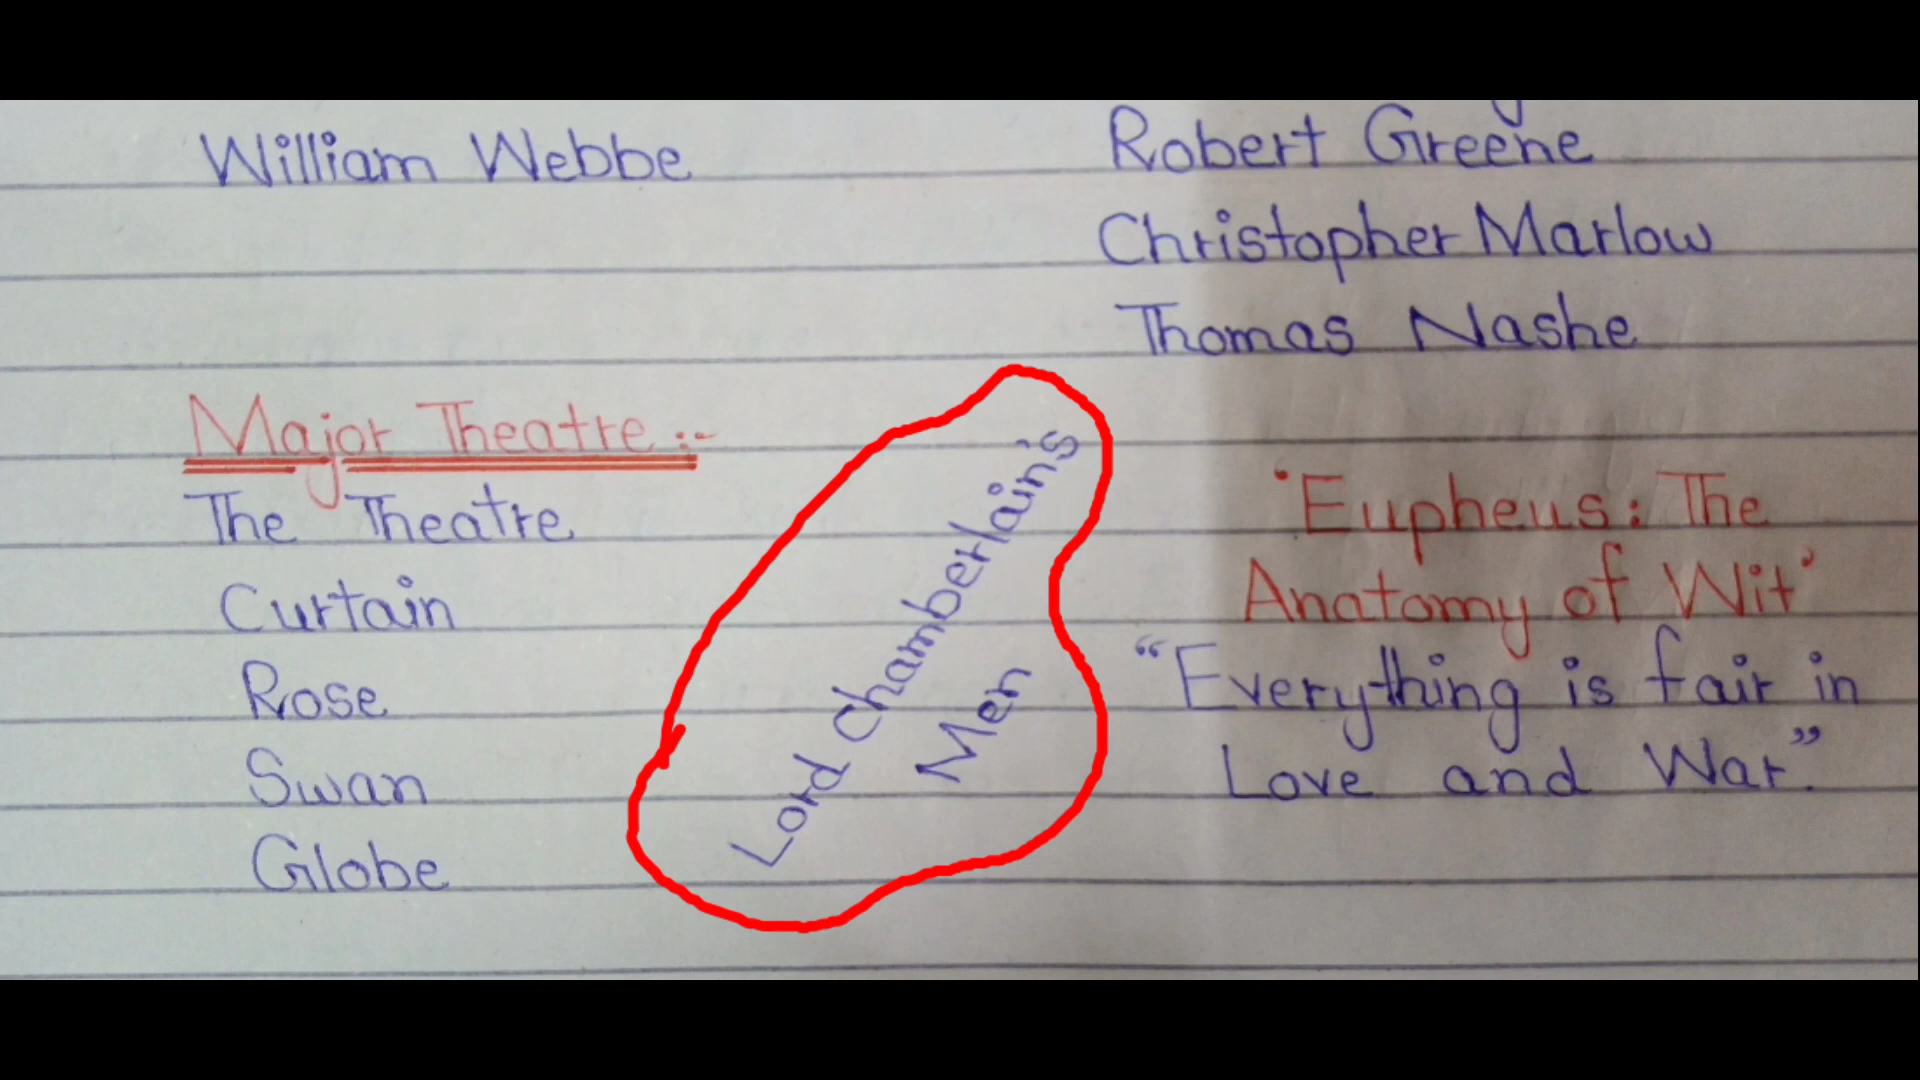 William Webbe
Robert Greene
Christopher Marlow
Thomas Nashe
Major Theatre :-
The Theatre
Curtain
Rose
Swan
Globe
Lord chamberlain's
Men
'Eupheus: The
Anatomy of Wit'
"Everything is fair in
Love and War."